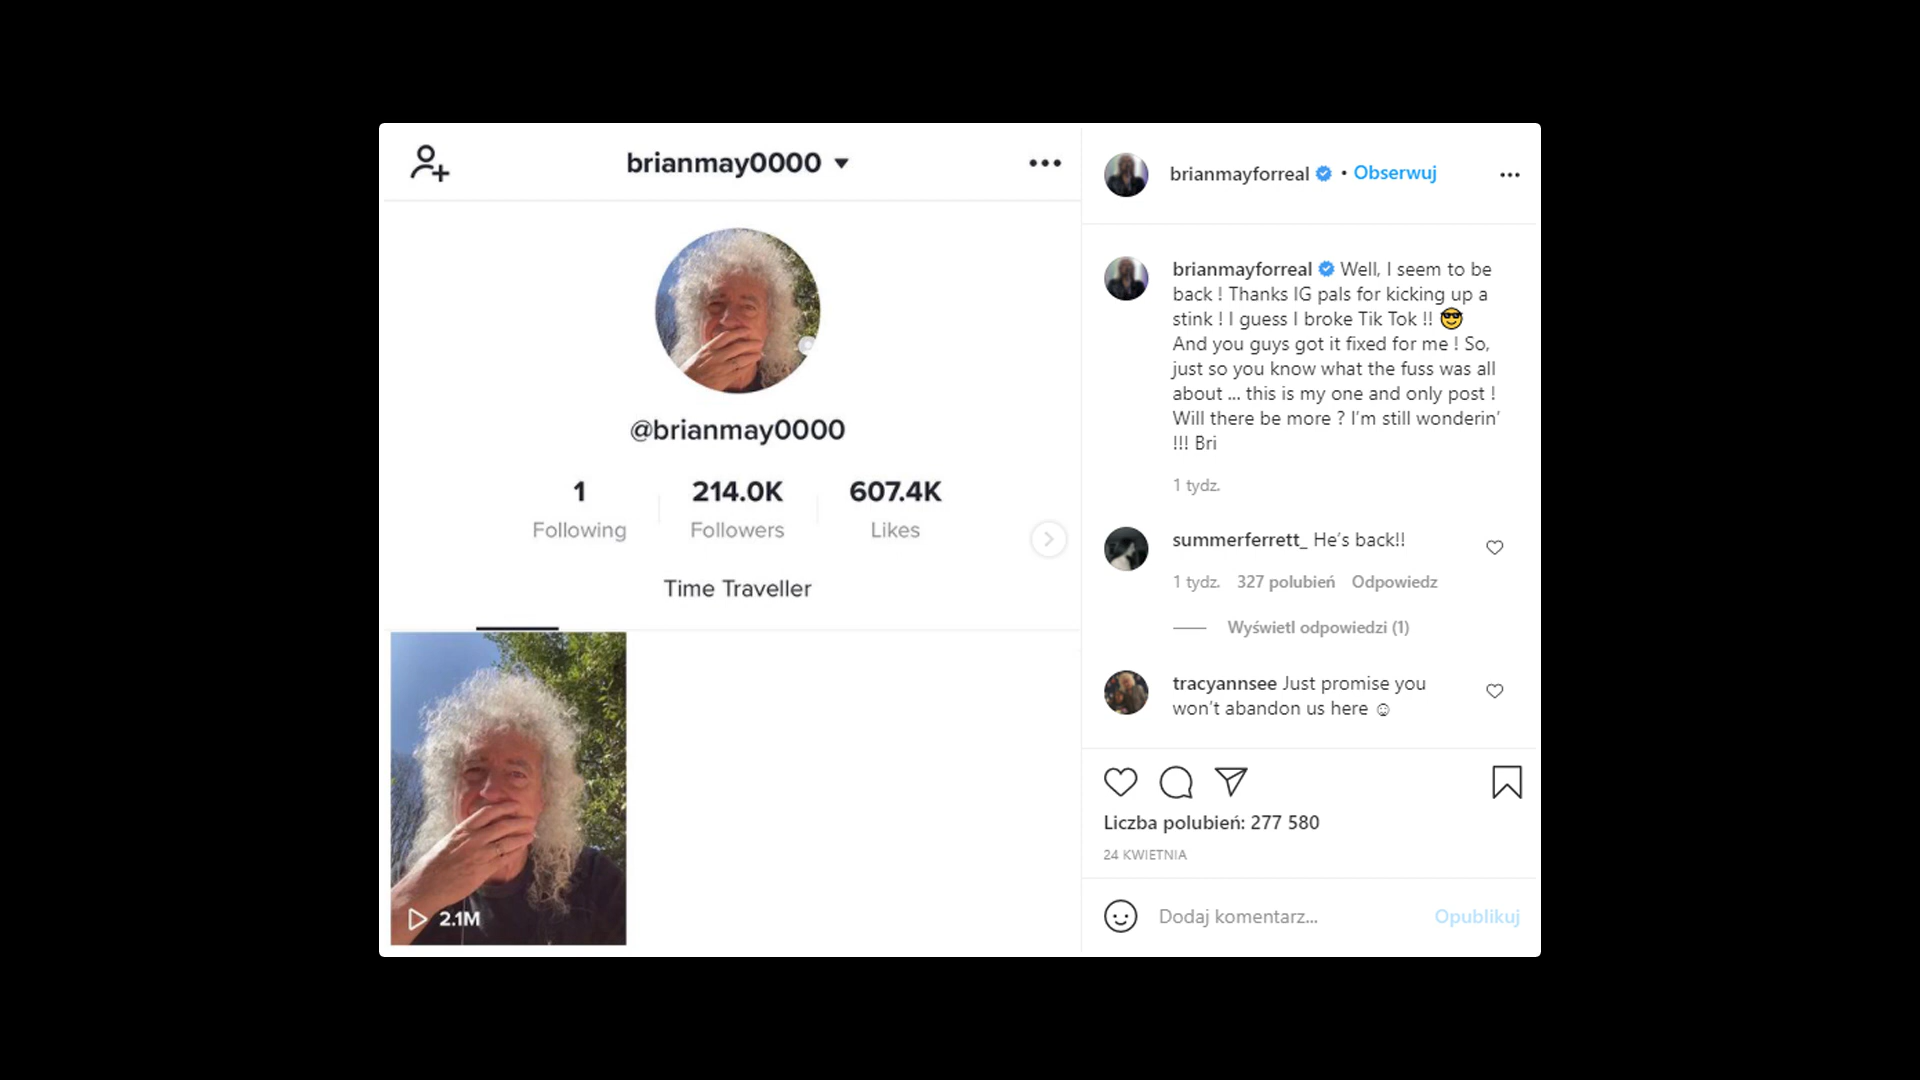 brianmay0000
@brianmay0000
1 214.0K 607.4K
Following Followers Likes
Time Traveller
2.1M
brianmayforreal • Obserwuj
brianmayforreal Well, I seem to be
back ! Thanks IG pals for kicking up a
stink ! I guess I broke Tik Tok !! 😎
And you guys got it fixed for me ! So,
just so you know what the fuss was all
about ... this is my one and only post !
Will there be more ? I'm still wonderin'
!!! Bri
1 tydz.
summerferrett_ He's back!!
1 tydz. 327 polubień Odpowiedz
Wyświetl odpowiedzi (1)
tracyannsee Just promise you
won't abandon us here ☺
Liczba polubień: 277 580
24 KWIETNIA
Dodaj komentarz... Opublikuj